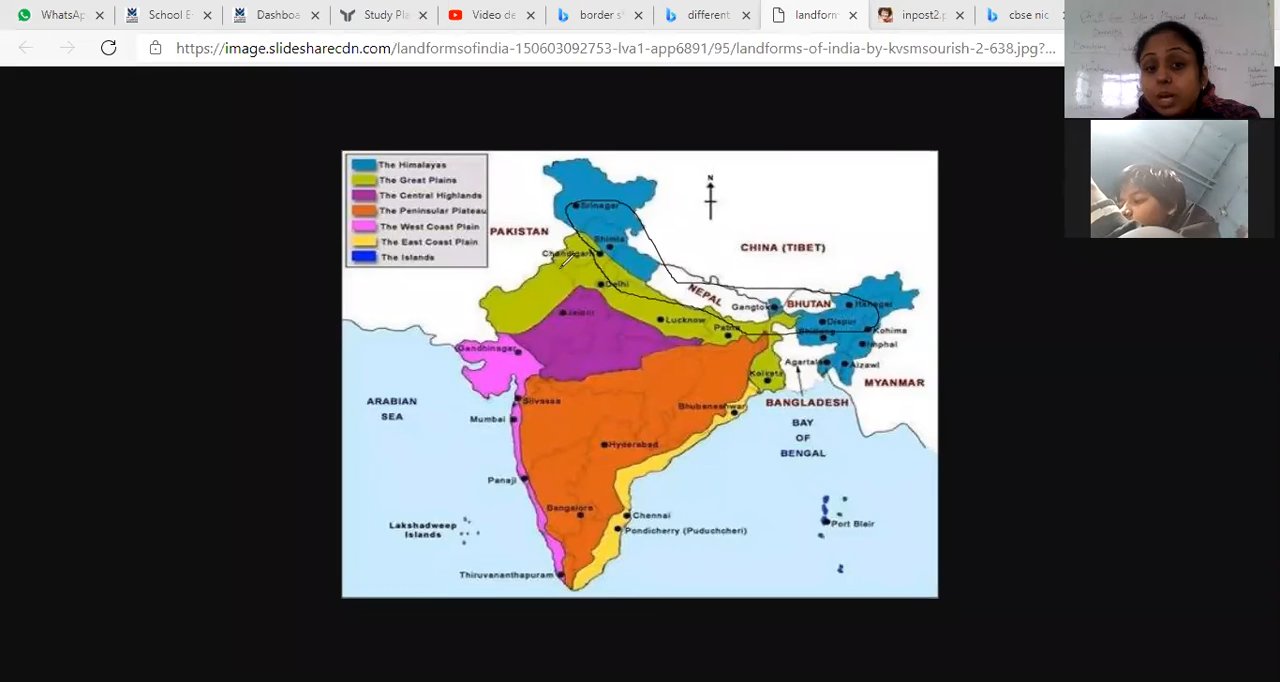 WhatsAp
School E
Dashboa
Study Pla
Video de
border s
different
landform
inpost2.p
cbse nic
https://image.slidesharecdn.com/landformsofindia-150603092753-lva1-app6891/95/landforms-of-india-by-kvsmsourish-2-638.jpg?...
The Himalayas
The Great Plains
The Central Highlands
The Peninsular Plateau
The West Coast Plain
The East Coast Plain
The Islands
N
Srinagar
PAKISTAN
Shimla
CHINA (TIBET)
Chandigarh
Delhi
NEPAL
Gangtok
BHUTAN
Itanagar
Jaipur
Lucknow
Dispur
Patna
Shillong
Kohima
Imphal
Gandhinagar
Agartala
Aizawl
Kolkata
MYANMAR
ARABIAN
SEA
Silvassa
BANGLADESH
Bhubaneshwar
Mumbai
BAY
OF
BENGAL
Hyderabad
Panaji
Bangalore
Chennai
Lakshadweep
Islands
Pondicherry (Puduchcheri)
Port Blair
Thiruvananthapuram